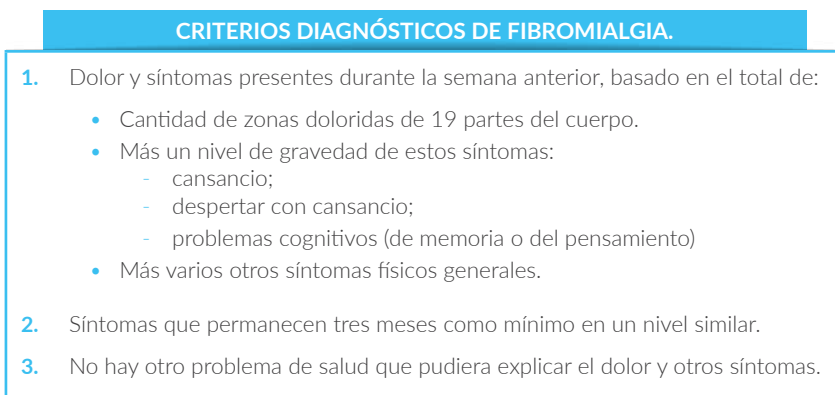 CRITERIOS DIAGNÓSTICOS DE FIBROMIALGIA.
1. Dolor y síntomas presentes durante la semana anterior, basado en el total de:
• Cantidad de zonas doloridas de 19 partes del cuerpo.
• Más un nivel de gravedad de estos síntomas:
- cansancio;
- despertar con cansancio;
- problemas cognitivos (de memoria o del pensamiento)
• Más varios otros síntomas físicos generales.
2. Síntomas que permanecen tres meses como mínimo en un nivel similar.
3. No hay otro problema de salud que pudiera explicar el dolor y otros síntomas.